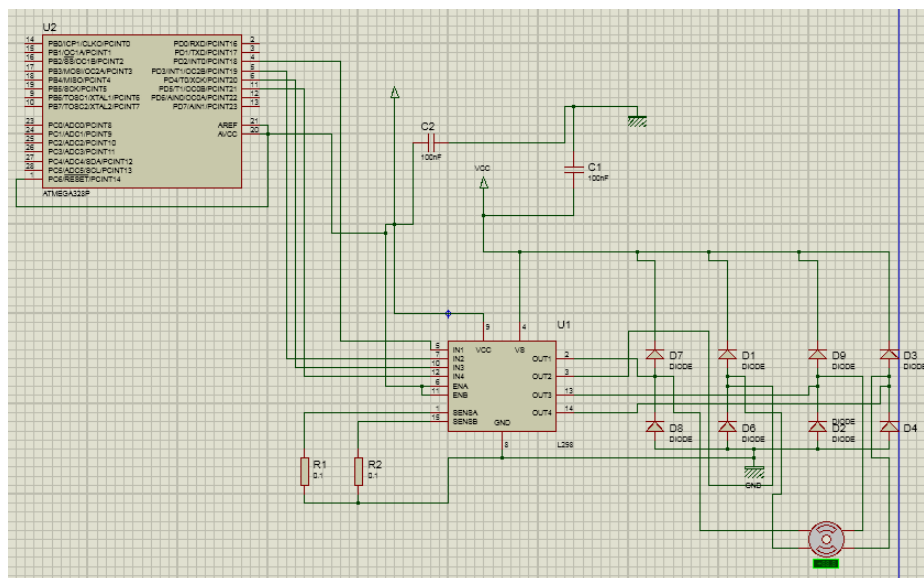 U2
14 PB0/ICP1/CLKO/PCINT0 PD0/RXD/PCINT16 2
15 PB1/OC1A/PCINT1 PD1/TXD/PCINT17 3
16 PB2/SS/OC1B/PCINT2 PD2/INT0/PCINT18 4
17 PB3/MOSI/OC2A/PCINT3 PD3/INT1/OC2B/PCINT19 5
18 PB4/MISO/PCINT4 PD4/T0/XCK/PCINT20 6
19 PB5/SCK/PCINT5 PD5/T1/OC0B/PCINT21 11
9 PB6/TOSC1/XTAL1/PCINT6 PD6/AIN0/OC0A/PCINT22 12
10 PB7/TOSC2/XTAL2/PCINT7 PD7/AIN1/PCINT23 13
23 PC0/ADC0/PCINT8 AREF 21
24 PC1/ADC1/PCINT9 AVCC 20
25 PC2/ADC2/PCINT10
26 PC3/ADC3/PCINT11
27 PC4/ADC4/SDA/PCINT12
28 PC5/ADC5/SCL/PCINT13
1 PC6/RESET/PCINT14
ATMEGA328P
C2
100nF
C1
100nF
VCC
U1
9 4
5 IN1 VCC VS
7 IN2 OUT1 2
10 IN3 OUT2 3
12 IN4
6 ENA OUT3 13
11 ENB
1 SENSA OUT4 14
15 SENSB GND
8 L298
D7
DIODE
D1
DIODE
D9
DIODE
D3
DIODE
D8
DIODE
D6
DIODE
DIODE
D2
DIODE
D4
GND
R1
0.1
R2
0.1